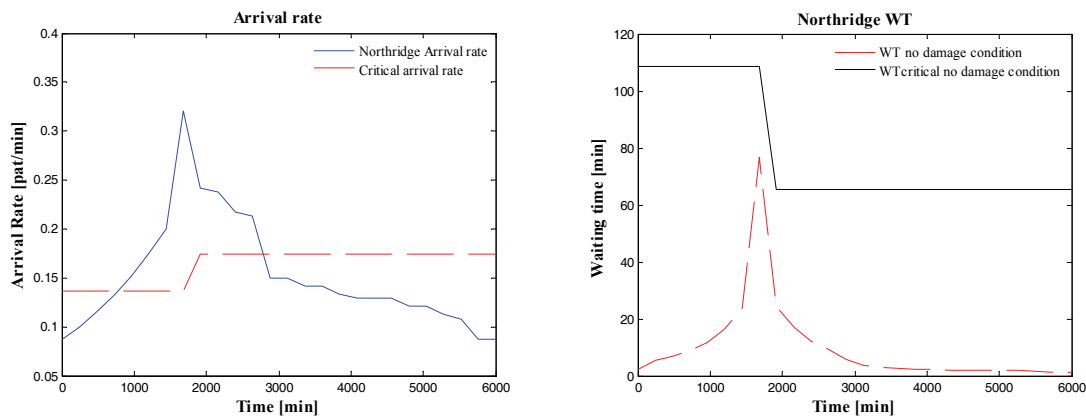 Arrival rate
0.4
0.35
0.3
0.25
0.2
0.15
0.1
0.05
Arrival Rate [pat/min]
Northridge Arrival rate
Critical arrival rate
0 1000 2000 3000 4000 5000 6000
Time [min]
Northridge WT
120
100
80
60
40
20
0
Waiting time [min]
WT no damage condition
WTcritical no damage condition
0 1000 2000 3000 4000 5000 6000
Time [min]